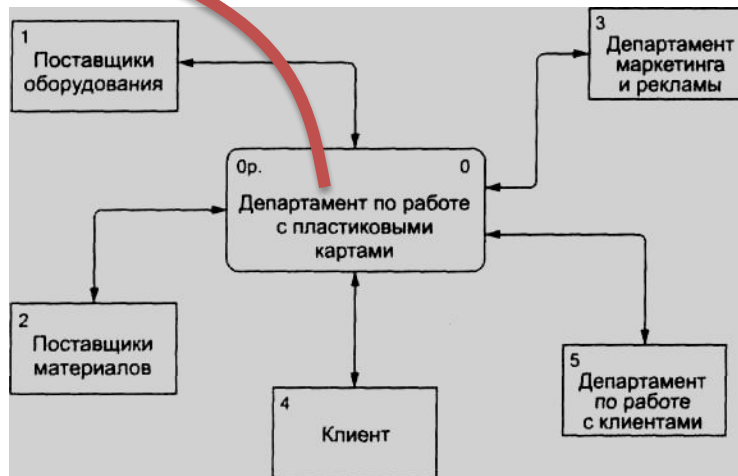 1
Поставщики
оборудования
3
Департамент
маркетинга
и рекламы
0р.
0
Департамент по работе
с пластиковыми
картами
2
Поставщики
материалов
4
Клиент
5
Департамент
по работе
с клиентами